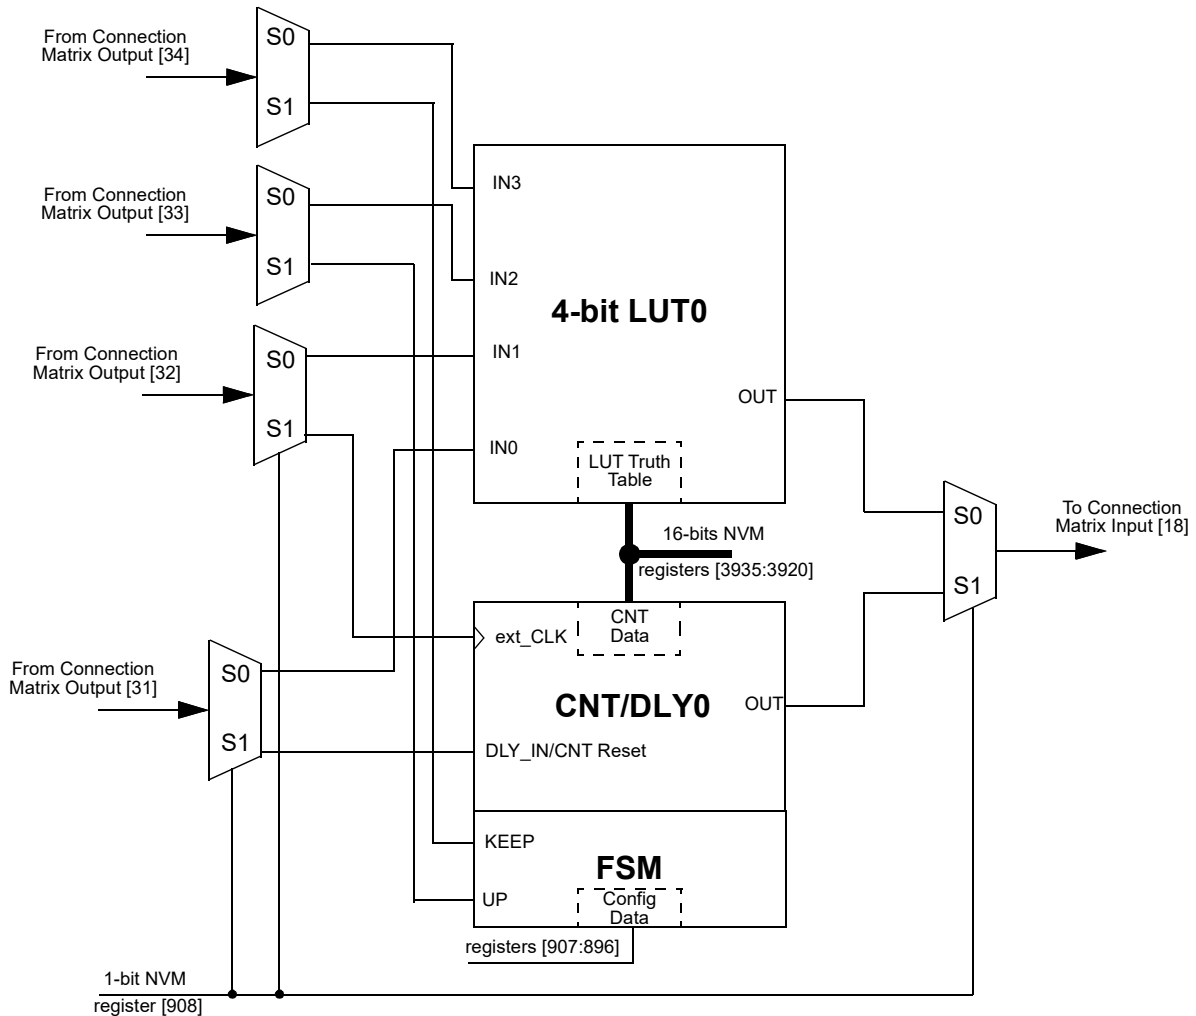 From Connection
Matrix Output [34]
S0
S1
From Connection
Matrix Output [33]
S0
S1
From Connection
Matrix Output [32]
S0
S1
From Connection
Matrix Output [31]
S0
S1
IN3
IN2
IN1
IN0
4-bit LUT0
OUT
LUT Truth
Table
16-bits NVM
registers [3935:3920]
CNT
Data
ext_CLK
CNT/DLY0
OUT
DLY_IN/CNT Reset
KEEP
FSM
UP
Config
Data
registers [907:896]
S0
S1
To Connection
Matrix Input [18]
1-bit NVM
register [908]